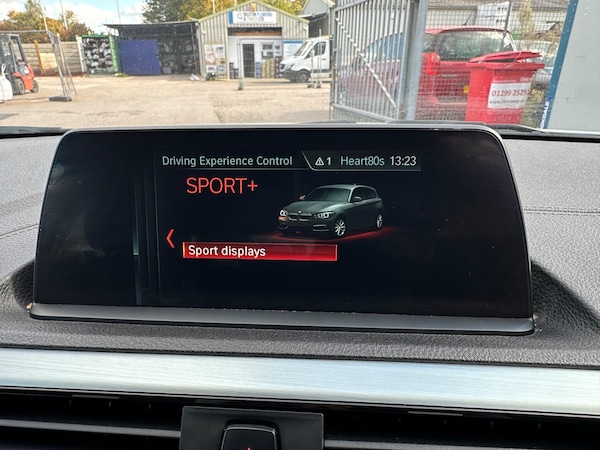 Driving Experience Control
1 Heart80s 13:23
SPORT+
Sport displays
01299 25251